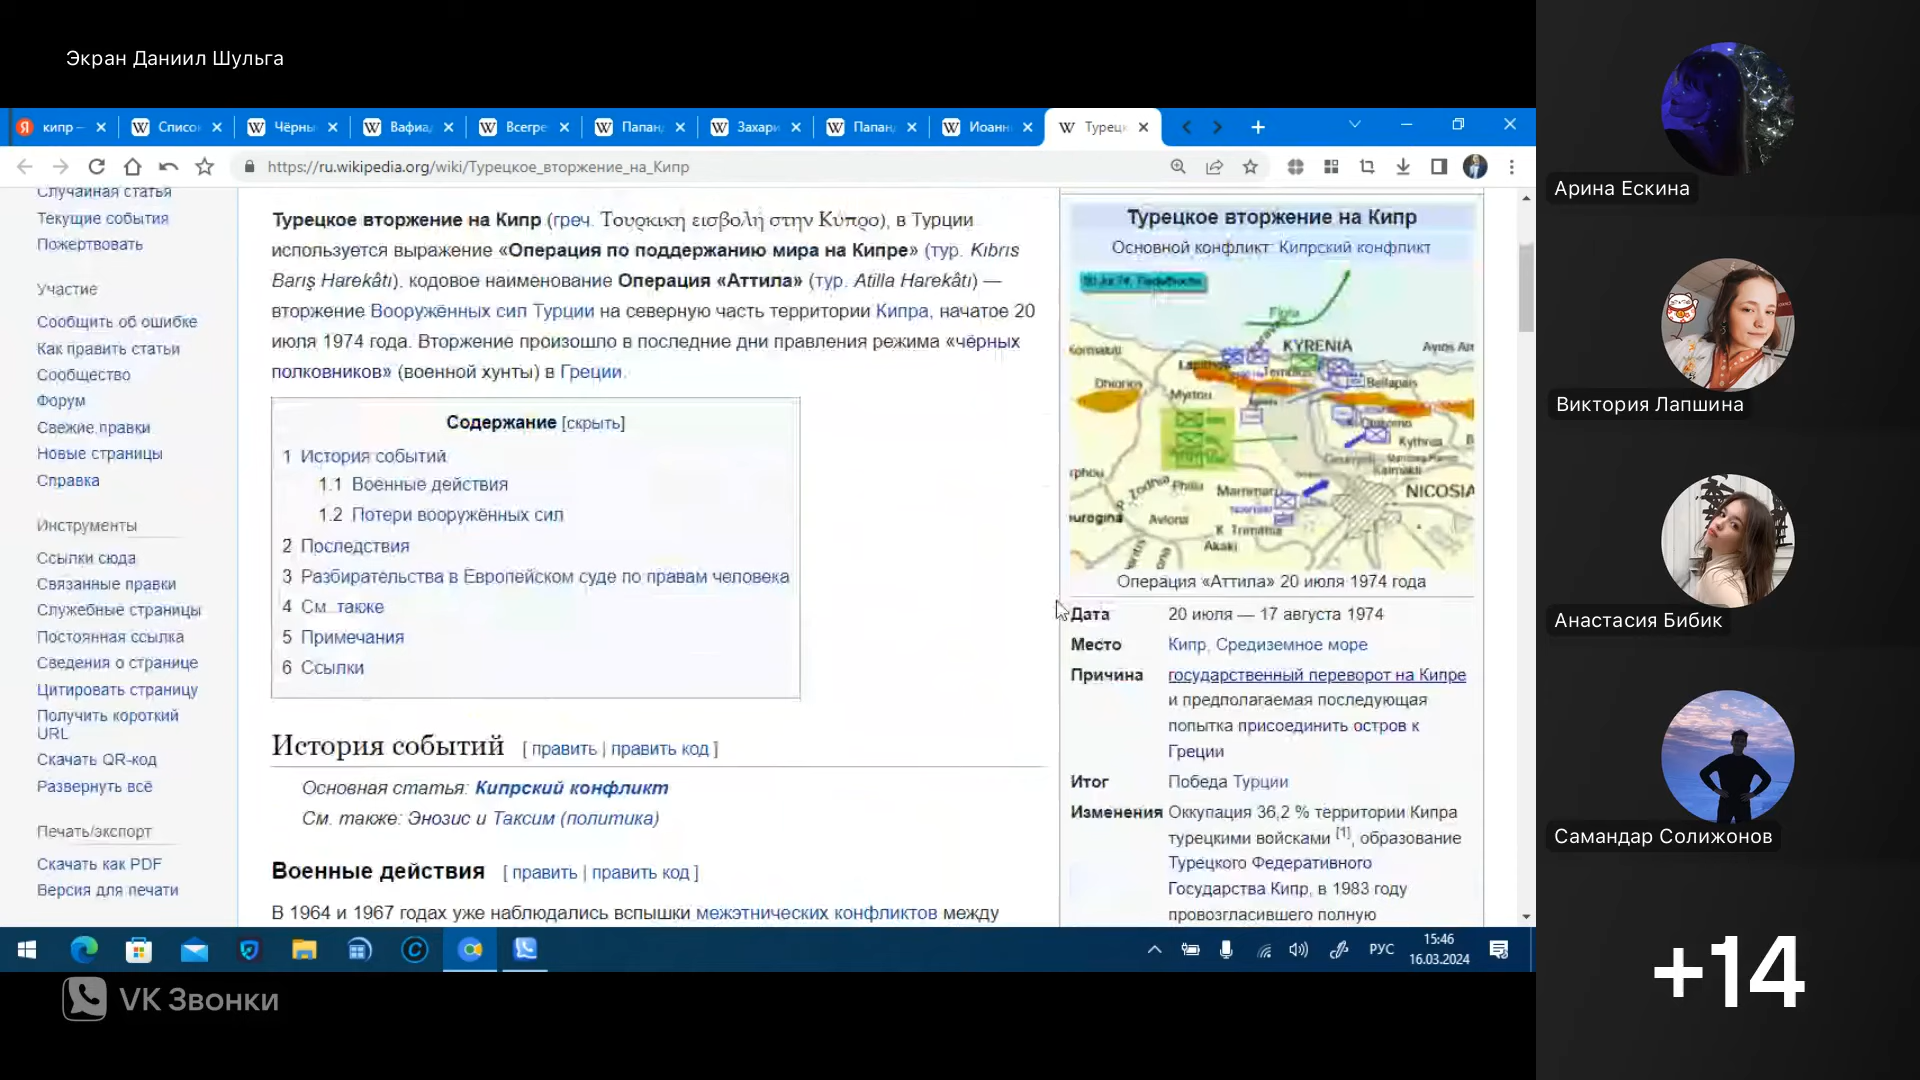 Экран Даниил Шульга
кипр –
Списо
Чёрн
Вафиа
Всегре
Папан
Захари
Папан
Иоанн
Турец
https://ru.wikipedia.org/wiki/Турецкое_вторжение_на_Кипр
Случайная статья
Текущие события
Пожертвовать
Участие
Сообщить об ошибке
Как править статьи
Сообщество
Форум
Свежие правки
Новые страницы
Справка
Инструменты
Ссылки сюда
Связанные правки
Служебные страницы
Постоянная ссылка
Сведения о странице
Цитировать страницу
Получить короткий
URL
Скачать QR-код
Развернуть всё
Печать/экспорт
Скачать как PDF
Версия для печати
Турецкое вторжение на Кипр (греч. Τουρκικη εισβολή στην Κύπρο), в Турции
используется выражение «Операция по поддержанию мира на Кипре» (тур. Kıbrıs
Barış Harekâtı), кодовое наименование Операция «Аттила» (тур. Atilla Harekâtı) —
вторжение Вооружённых сил Турции на северную часть территории Кипра, начатое 20
июля 1974 года. Вторжение произошло в последние дни правления режима «чёрных
полковников» (военной хунты) в Греции.
Содержание [скрыть]
1 История событий
1.1 Военные действия
1.2 Потери вооружённых сил
2 Последствия
3 Разбирательства в Европейском суде по правам человека
4 См. также
5 Примечания
6 Ссылки
История событий [ править | править код ]
Основная статья: Кипрский конфликт
См. также: Энозис и Таксим (политика)
Военные действия [ править | править код ]
В 1964 и 1967 годах уже наблюдались вспышки межэтнических конфликтов между
Турецкое вторжение на Кипр
Основной конфликт: Кипрский конфликт
KYRENIA
Dhiorios
Myrtou
Bellapais
Kythrea
NICOSIA
Philia
Mammari
Avlona
Akaki
Операция «Аттила» 20 июля 1974 года
Дата 20 июля — 17 августа 1974
Место Кипр, Средиземное море
Причина государственный переворот на Кипре
и предполагаемая последующая
попытка присоединить остров к
Греции
Итог Победа Турции
Изменения Оккупация 36,2 % территории Кипра
турецкими войсками [1], образование
Турецкого Федеративного
Государства Кипр, в 1983 году
провозгласившего полную
РУС
15:46
16.03.2024
VK Звонки
Арина Ескина
Виктория Лапшина
Анастасия Бибик
Самандар Солижонов
+14